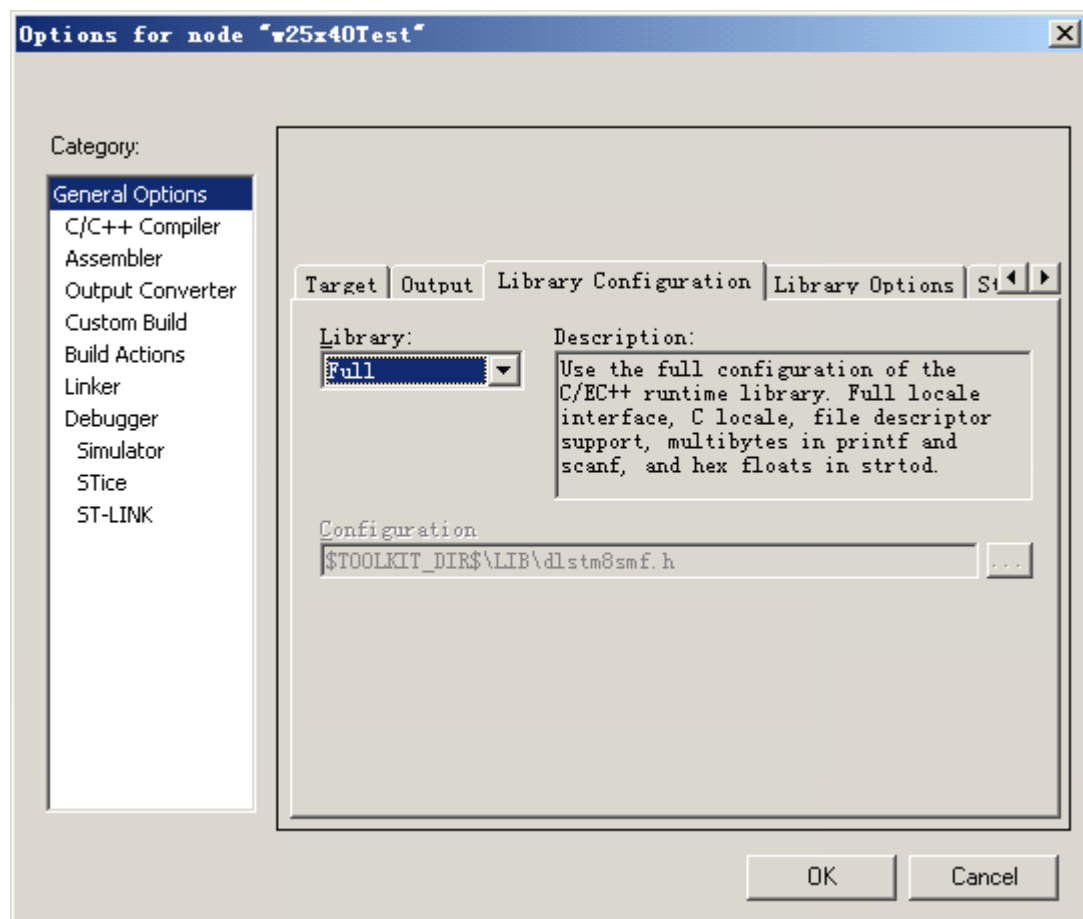 Options for node "w25x40Test"
Category:
General Options
C/C++ Compiler
Assembler
Output Converter
Custom Build
Build Actions
Linker
Debugger
Simulator
STice
ST-LINK
Target Output Library Configuration Library Options St
Library:
Full
Description:
Use the full configuration of the
C/EC++ runtime library. Full locale
interface, C locale, file descriptor
support, multibytes in printf and
scanf, and hex floats in strtod.
Configuration
$TOOLKIT_DIR$\LIB\dlstm8smf.h
...
OK Cancel